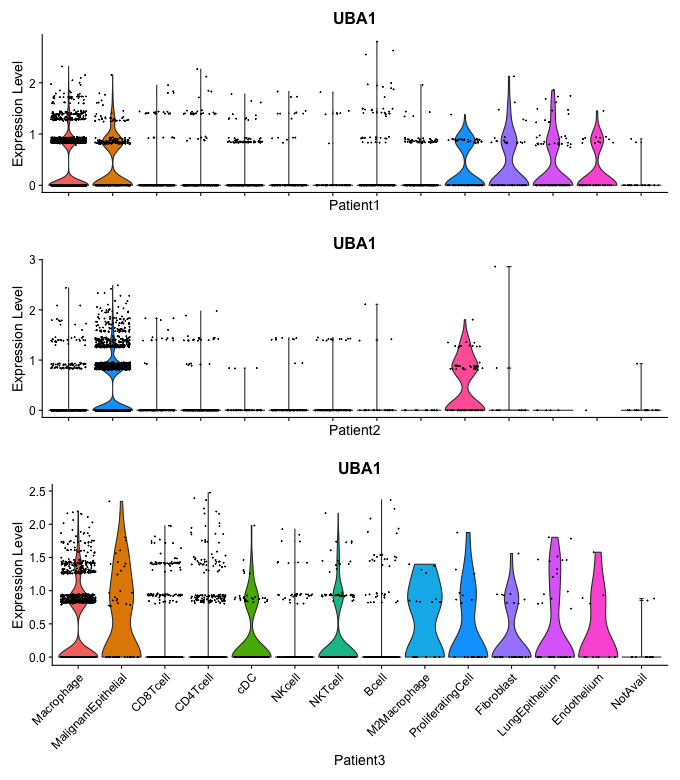 UBA1
Expression Level
2
1
0
Patient1
UBA1
Expression Level
3
2
1
0
Patient2
UBA1
Expression Level
2.5
2.0
1.5
1.0
0.5
0.0
Macrophage
MalignantEpithelial
CD8Tcell
CD4Tcell
cDC
NKcell
NKTcell
Bcell
M2Macrophage
ProliferatingCell
Fibroblast
LungEpithelium
Endothelium
NotAvail
Patient3